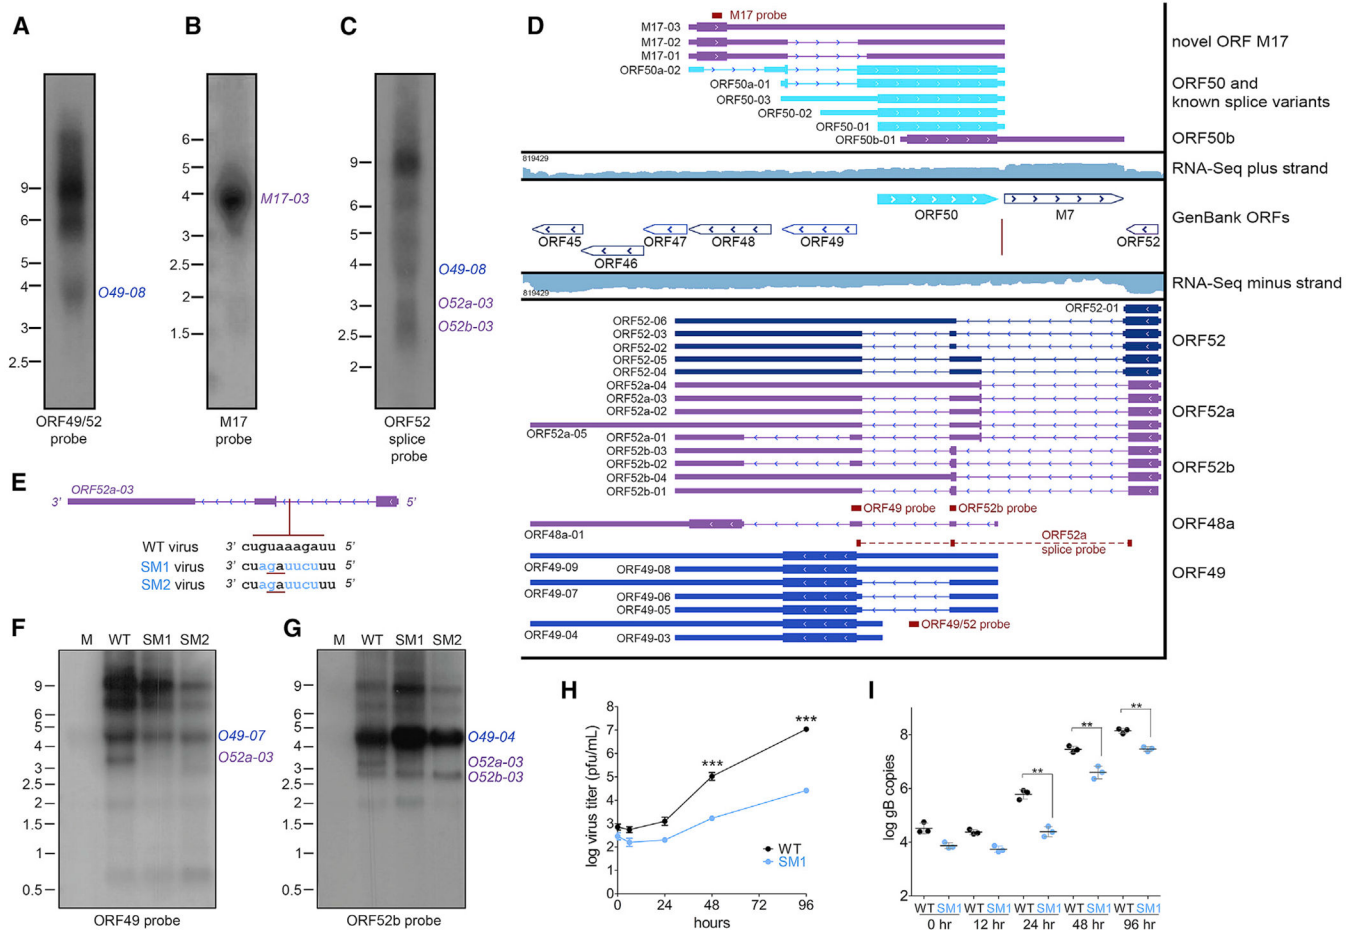 A
6
5
9
6
5
4
3
2.5
O49-08
ORF49/52
probe
B
6
5
4
3
2.5
2
1.5
M17-03
M17
probe
C
9
6
5
4
3
2.5
2
O49-08
O52a-03
O52b-03
ORF52
splice
probe
D
M17 probe
M17-03
M17-02
M17-01
ORF50a-02
ORF50a-01
ORF50-03
ORF50-02
ORF50-01
ORF50b-01
novel ORF M17
ORF50 and
known splice variants
ORF50b
819429
RNA-Seq plus strand
ORF50
M7
GenBank ORFs
ORF45
ORF46
ORF47
ORF48
ORF49
ORF52
819429
RNA-Seq minus strand
ORF52-01
ORF52-06
ORF52-03
ORF52-02
ORF52-05
ORF52-04
ORF52
ORF52a-04
ORF52a-03
ORF52a-02
ORF52a-05
ORF52a-01
ORF52a
ORF52b-03
ORF52b-02
ORF52b-04
ORF52b-01
ORF52b
ORF49 probe
ORF52b probe
ORF48a-01
ORF48a
ORF52a
splice probe
ORF49-09
ORF49-08
ORF49-07
ORF49-06
ORF49-05
ORF49-04
ORF49-03
ORF49/52 probe
ORF49
E
ORF52a-03
3'
5'
WT virus 3' cuguaaagauu 5'
SM1 virus 3' cuagauucuuu 5'
SM2 virus 3' cuagauucuuu 5'
F
M WT SM1 SM2
9
6
5
4
3
2.5
2
1.5
1
0.5
O49-07
O52a-03
ORF49 probe
G
M WT SM1 SM2
9
6
5
4
3
2.5
2
1.5
1
0.5
O49-04
O52a-03
O52b-03
ORF52b probe
H
log virus titer (pfu/mL)
8
7
6
5
4
3
2
1
0
0 24 48 72 96
hours
***
***
WT
SM1
I
log gB copies
8
6
4
2
**
**
**
WT SM1 WT SM1 WT SM1 WT SM1 WT SM1
0 hr 12 hr 24 hr 48 hr 96 hr